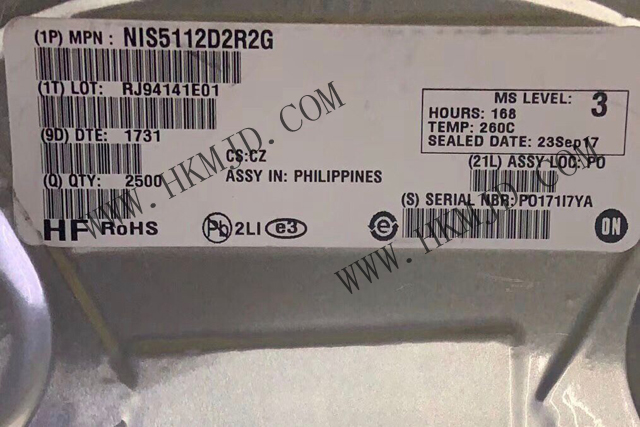 (1P) MPN : NIS5112D2R2G
(1T) LOT: RJ94141E01
(9D) DTE: 1731
(Q) QTY: 2500
CS:CZ
ASSY IN: PHILIPPINES
MS LEVEL: 3
HOURS: 168
TEMP: 260C
SEALED DATE: 23Sep17
(21L) ASSY LOC: PO
(S) SERIAL NBR: PO171I7YA
HF RoHS
Pb 2LI e3
e
ON
WWW.HKMJD.COM
WWW.HKMJD.COM